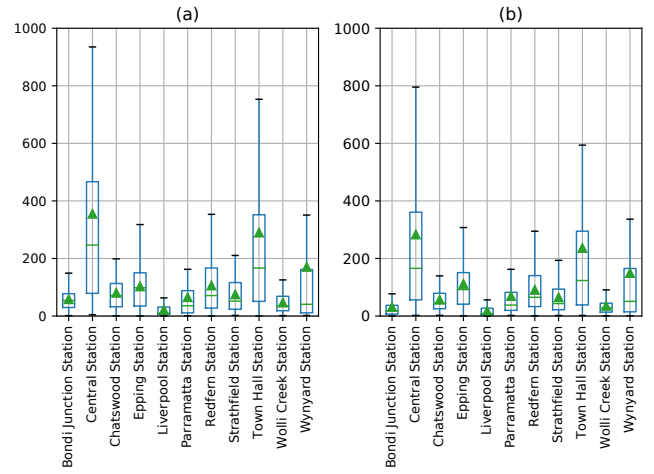 (a)
1000
800
600
400
200
0
Bondi Junction Station
Central Station
Chatswood Station
Epping Station
Liverpool Station
Parramatta Station
Redfern Station
Strathfield Station
Town Hall Station
Wolli Creek Station
Wynyard Station
(b)
1000
800
600
400
200
0
Bondi Junction Station
Central Station
Chatswood Station
Epping Station
Liverpool Station
Parramatta Station
Redfern Station
Strathfield Station
Town Hall Station
Wolli Creek Station
Wynyard Station